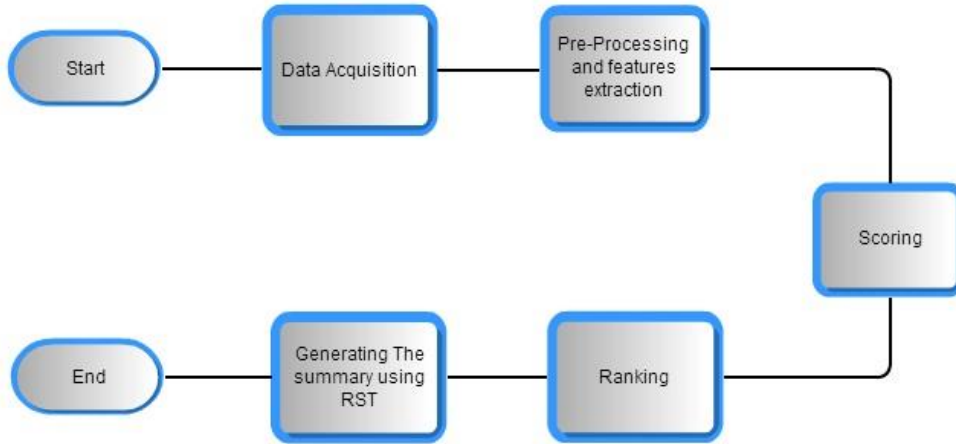 Start
Data Acquisition
Pre-Processing
and features
extraction
Scoring
Ranking
Generating The
summary using
RST
End